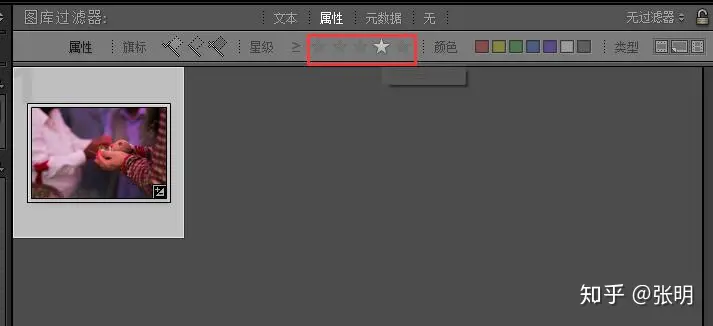 图库过滤器: 文本 属性 元数据 无 无过滤器
属性 旗标 星级 ≥ 颜色 类型
1
知乎 @张明